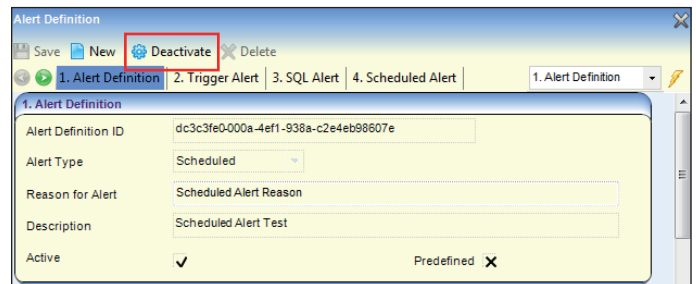 Alert Definition
Save New Deactivate Delete
1. Alert Definition 2. Trigger Alert 3. SQL Alert 4. Scheduled Alert 1. Alert Definition
1. Alert Definition
Alert Definition ID dc3c3fe0-000a-4ef1-938a-c2e4eb98607e
Alert Type Scheduled
Reason for Alert Scheduled Alert Reason
Description Scheduled Alert Test
Active Predefined